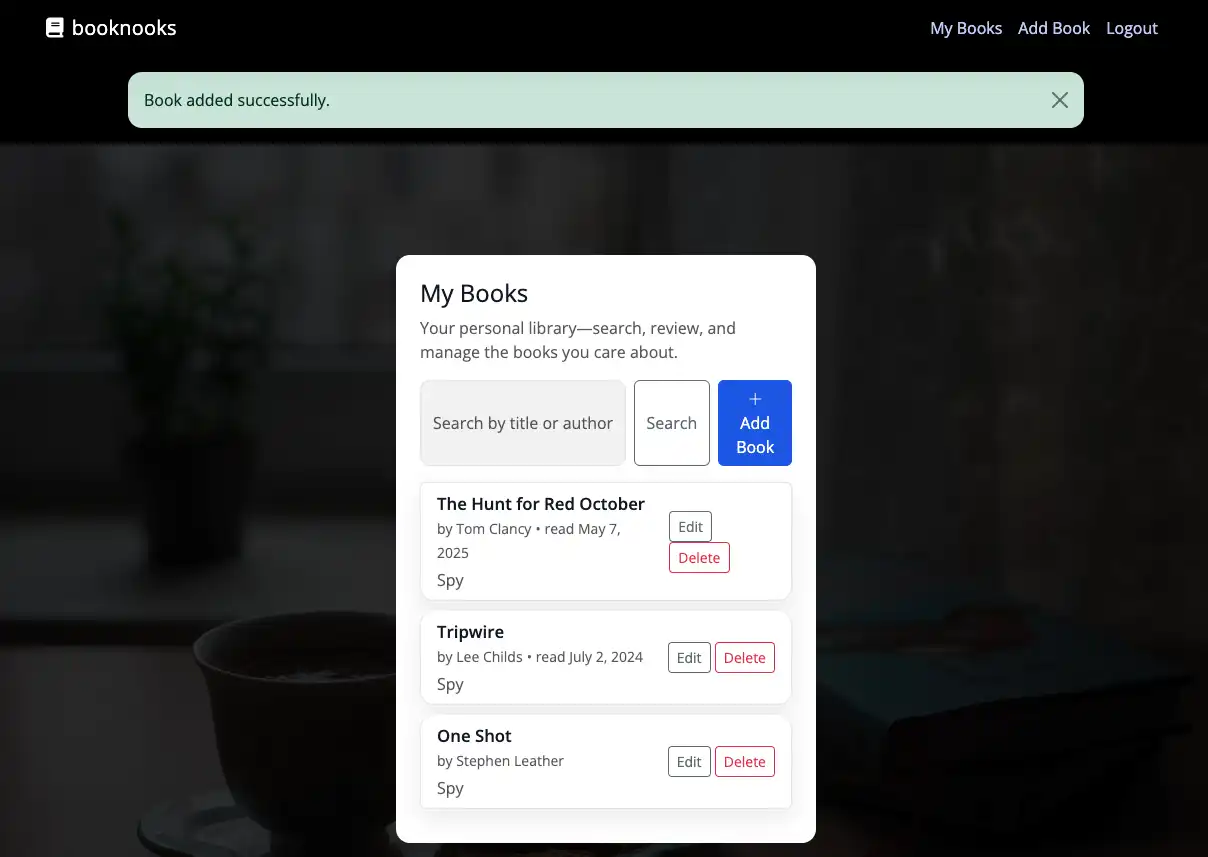 booknooks
My Books
Add Book
Logout
Book added successfully.
My Books
Your personal library—search, review, and
manage the books you care about.
Search by title or author
Search
+
Add
Book
The Hunt for Red October
by Tom Clancy • read May 7,
2025
Spy
Edit
Delete
Tripwire
by Lee Childs • read July 2, 2024
Spy
Edit
Delete
One Shot
by Stephen Leather
Spy
Edit
Delete